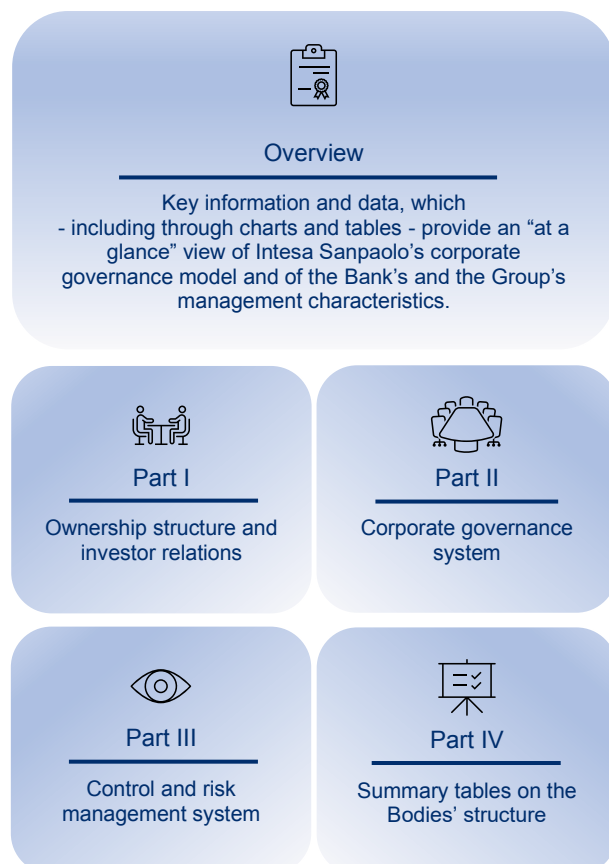 Overview
Key information and data, which
- including through charts and tables - provide an “at a
glance” view of Intesa Sanpaolo’s corporate
governance model and of the Bank’s and the Group’s
management characteristics.
Part I
Ownership structure and
investor relations
Part II
Corporate governance
system
Part III
Control and risk
management system
Part IV
Summary tables on the
Bodies’ structure